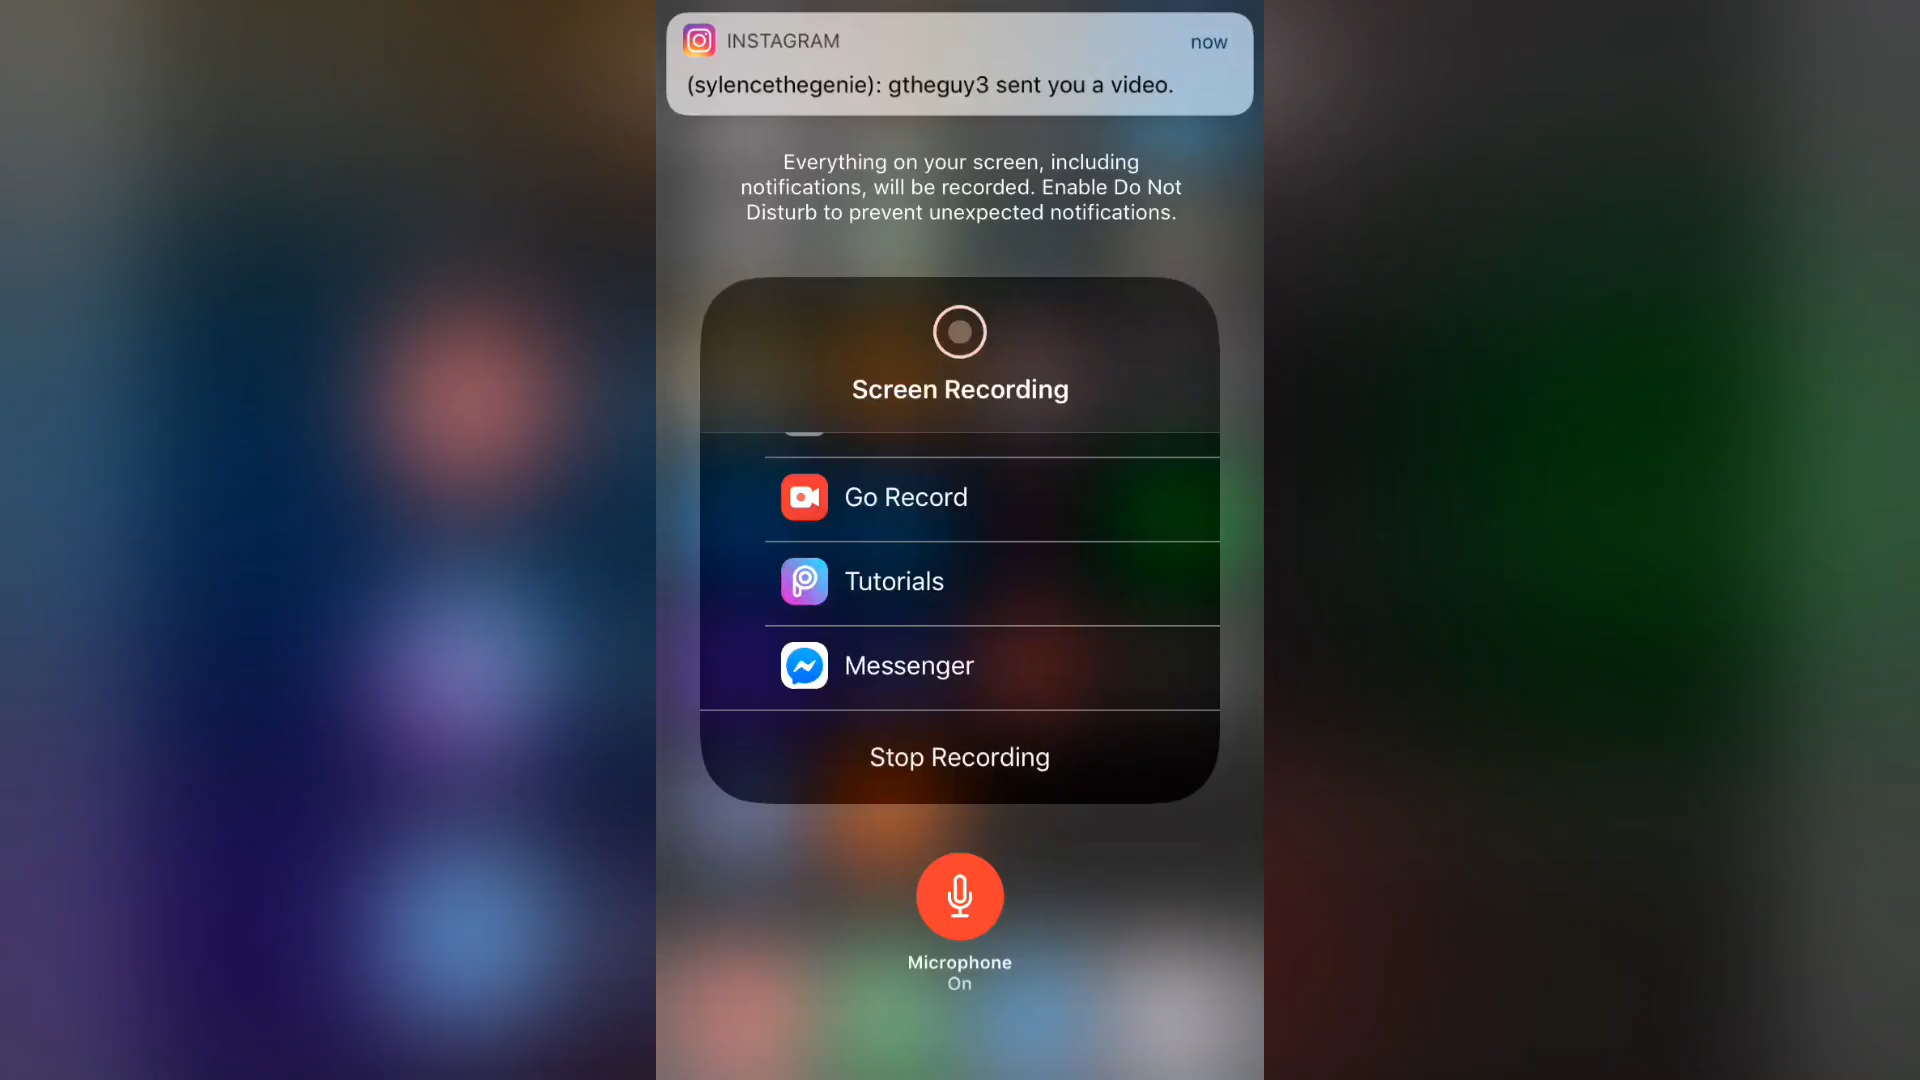 INSTAGRAM now
(sylencethegenie): gtheguy3 sent you a video.
Everything on your screen, including
notifications, will be recorded. Enable Do Not
Disturb to prevent unexpected notifications.
Screen Recording
Go Record
Tutorials
Messenger
Stop Recording
Microphone
On